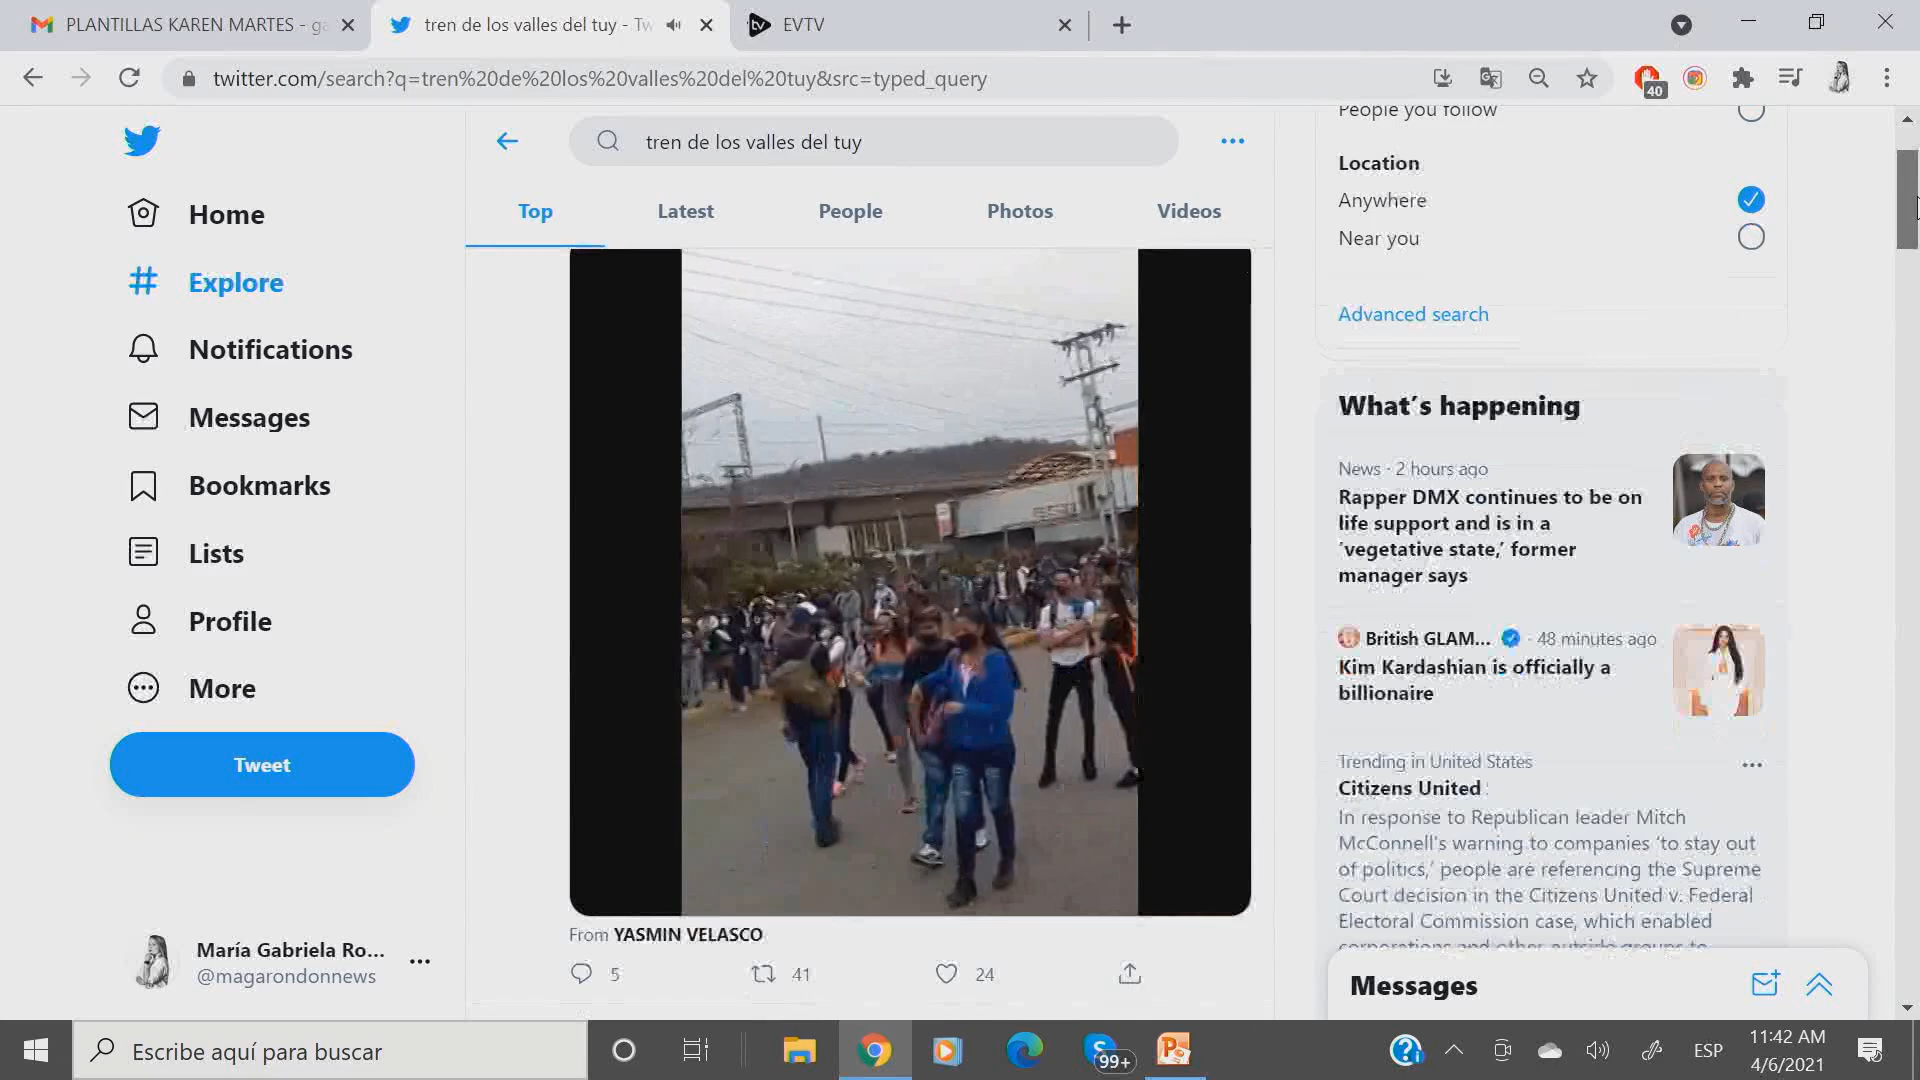 PLANTILLAS KAREN MARTES - ga
tren de los valles del tuy - Tw
EVTV
twitter.com/search?q=tren%20de%20los%20valles%20del%20tuy&src=typed_query
40
Home
Explore
Notifications
Messages
Bookmarks
Lists
Profile
More
Tweet
María Gabriela Ro...
@magarondonnews
tren de los valles del tuy
Top
Latest
People
Photos
Videos
From YASMIN VELASCO
5
41
24
People you follow
Location
Anywhere
Near you
Advanced search
What's happening
News · 2 hours ago
Rapper DMX continues to be on
life support and is in a
'vegetative state,' former
manager says
British GLAM... · 48 minutes ago
Kim Kardashian is officially a
billionaire
Trending in United States
Citizens United
In response to Republican leader Mitch
McConnell's warning to companies 'to stay out
of politics,' people are referencing the Supreme
Court decision in the Citizens United v. Federal
Electoral Commission case, which enabled
corporations and other outside groups to
Messages
Escribe aquí para buscar
99+
ESP
11:42 AM
4/6/2021